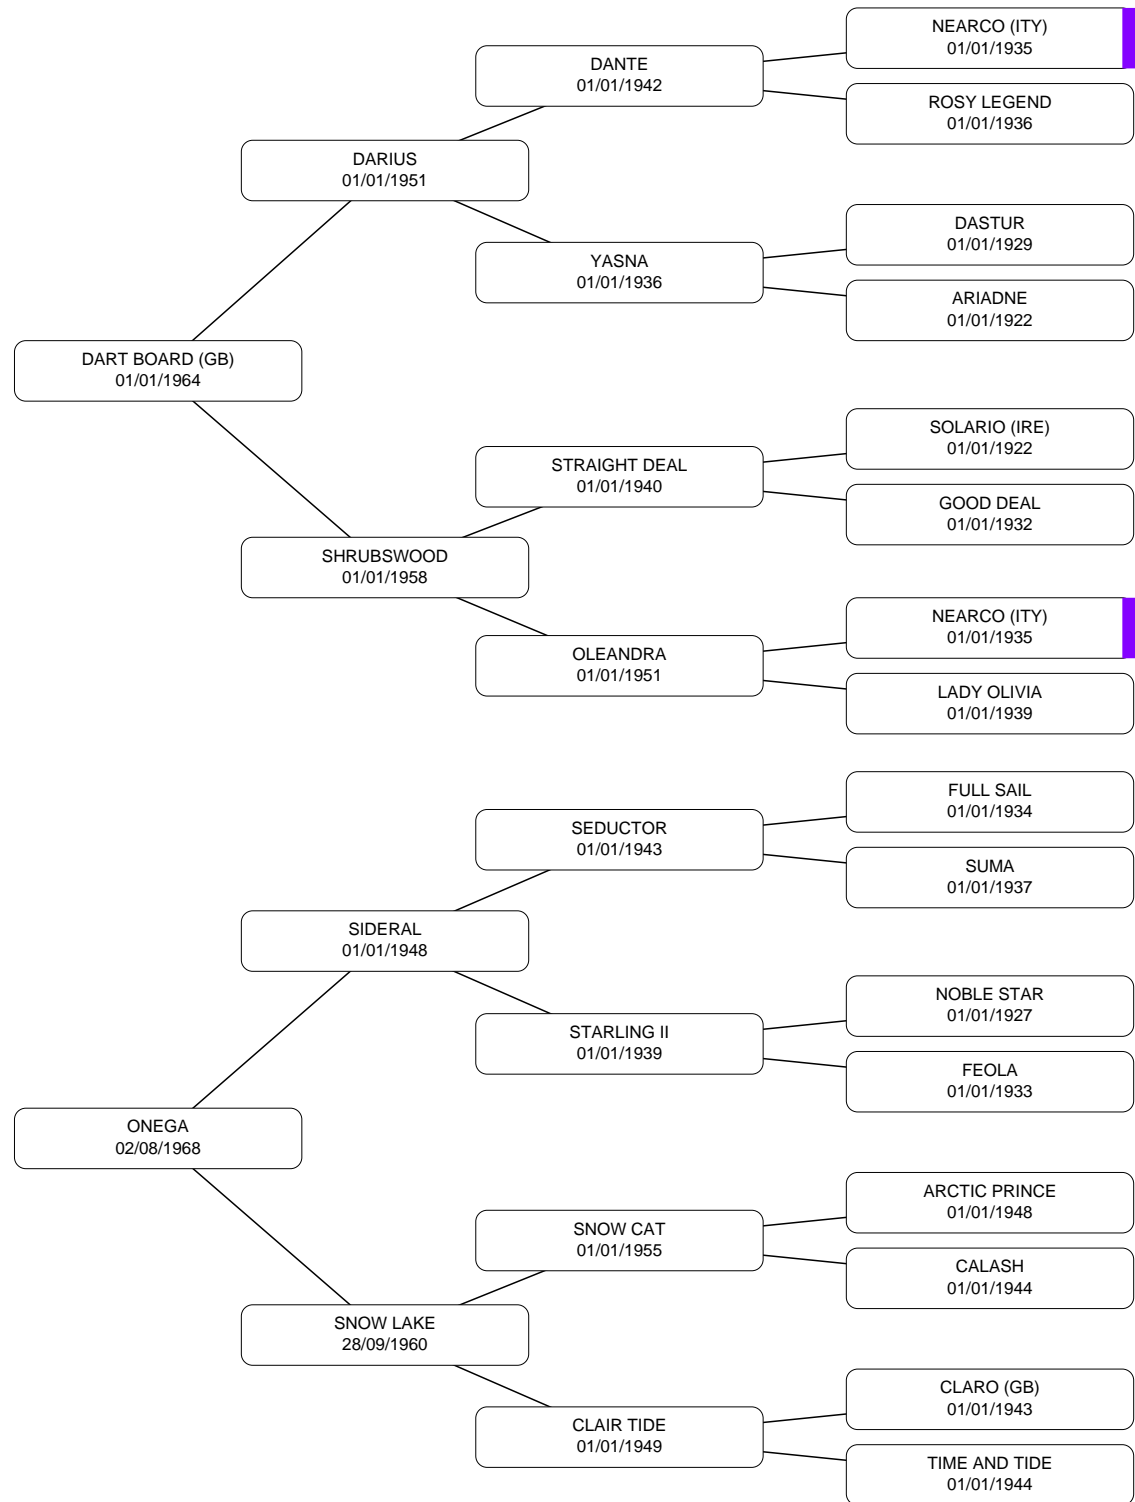 NEARCO (ITY)
01/01/1935
DANTE
01/01/1942
ROSY LEGEND
01/01/1936
DARIUS
01/01/1951
DASTUR
01/01/1929
YASNA
01/01/1936
ARIADNE
01/01/1922
DART BOARD (GB)
01/01/1964
SOLARIO (IRE)
01/01/1922
STRAIGHT DEAL
01/01/1940
GOOD DEAL
01/01/1932
SHRUBSWOOD
01/01/1958
NEARCO (ITY)
01/01/1935
OLEANDRA
01/01/1951
LADY OLIVIA
01/01/1939
FULL SAIL
01/01/1934
SEDUCTOR
01/01/1943
SUMA
01/01/1937
SIDERAL
01/01/1948
NOBLE STAR
01/01/1927
STARLING II
01/01/1939
FEOLA
01/01/1933
ONEGA
02/08/1968
ARCTIC PRINCE
01/01/1948
SNOW CAT
01/01/1955
CALASH
01/01/1944
SNOW LAKE
28/09/1960
CLARO (GB)
01/01/1943
CLAIR TIDE
01/01/1949
TIME AND TIDE
01/01/1944